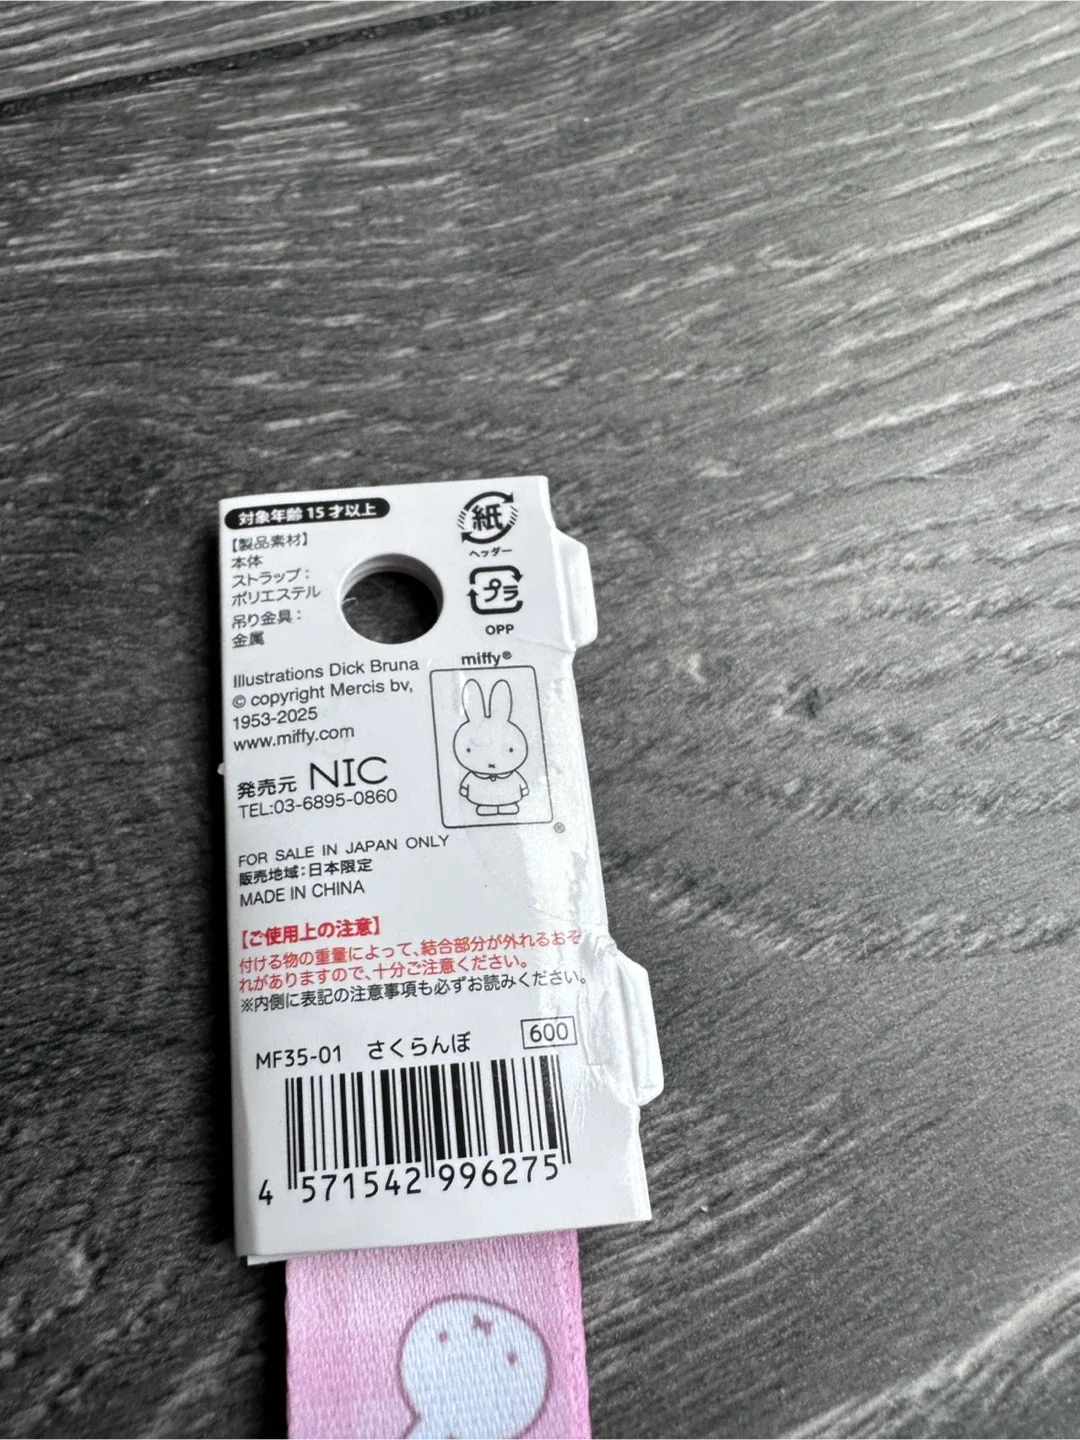 対象年齢 15 才以上
【製品素材】
本体
ストラップ：
ポリエステル
吊り金具：
金属
紙
ヘッダー
プラ
OPP
Illustrations Dick Bruna
© copyright Mercis bv,
1953-2025
www.miffy.com
miffy®
®
発売元 NIC
TEL:03-6895-0860
FOR SALE IN JAPAN ONLY
販売地域：日本限定
MADE IN CHINA
【ご使用上の注意】
付ける物の重量によって、結合部分が外れるおそ
れがありますので、十分ご注意ください。
※内側に表記の注意事項も必ずお読みください。
MF35-01 さくらんぼ 600
4 571542 996275